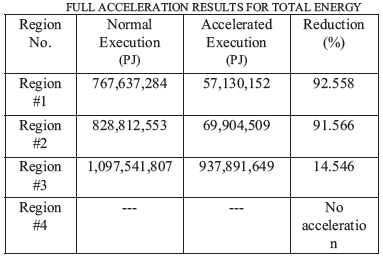 FULL ACCELERATION RESULTS FOR TOTAL ENERGY
Region No. Normal Execution (PJ) Accelerated Execution (PJ) Reduction (%)
Region #1 767,637,284 57,130,152 92.558
Region #2 828,812,553 69,904,509 91.566
Region #3 1,097,541,807 937,891,649 14.546
Region #4 --- --- No acceleratio n